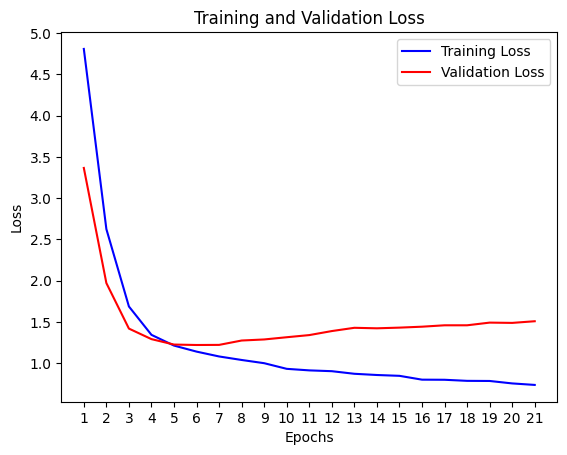 Training and Validation Loss
Training Loss
Validation Loss
5.0
4.5
4.0
3.5
3.0
2.5
2.0
1.5
1.0
Loss
1 2 3 4 5 6 7 8 9 10 11 12 13 14 15 16 17 18 19 20 21
Epochs